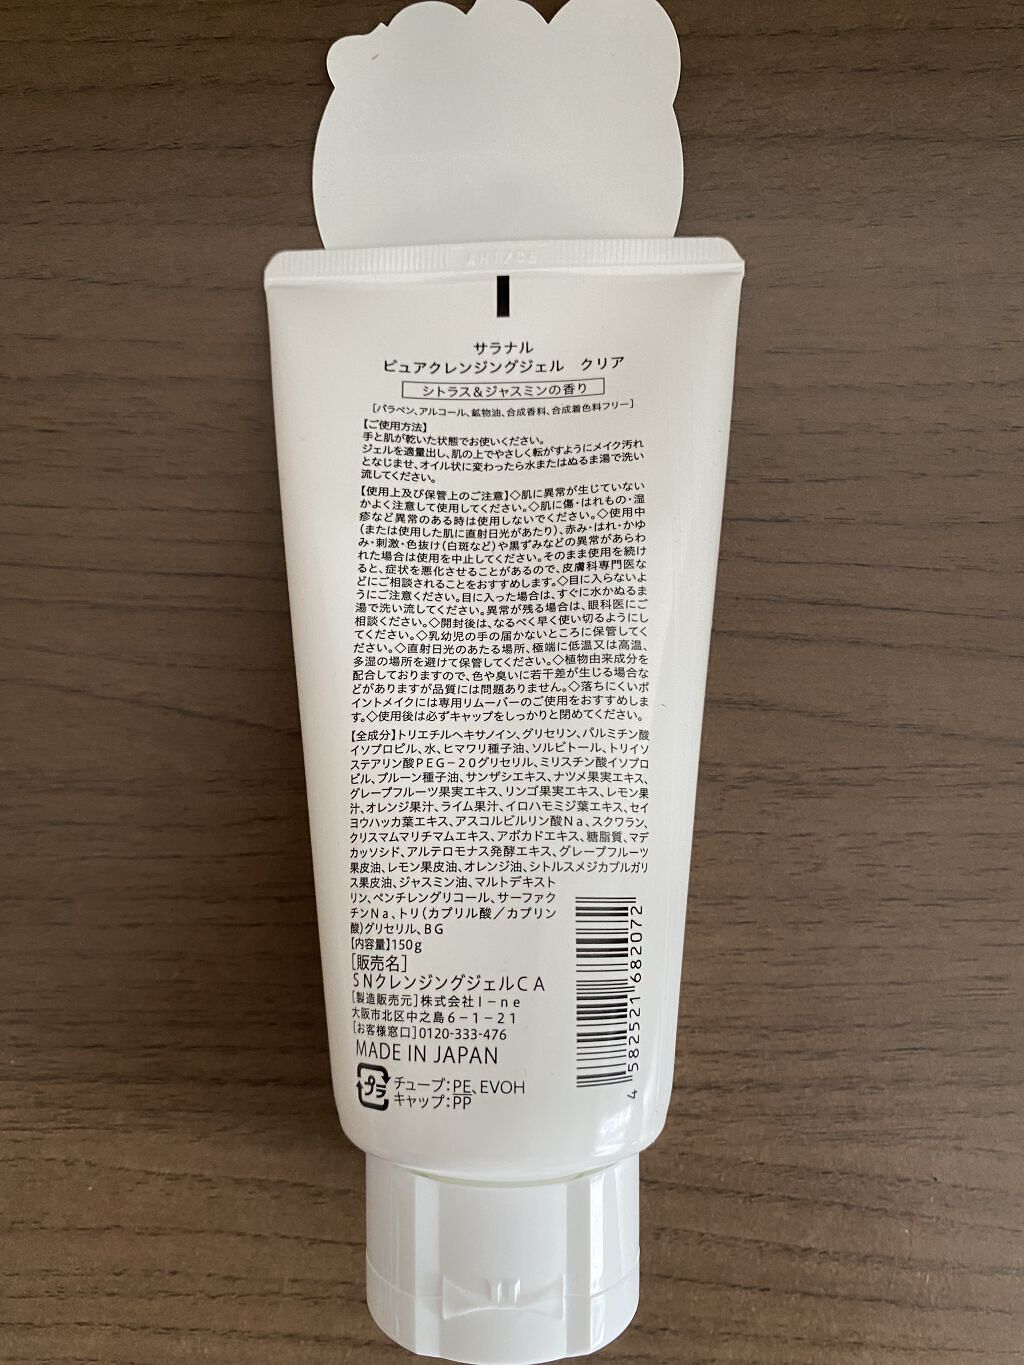 サラナル
ピュアクレンジングジェル　クリア
シトラス&ジャスミンの香り
[パラベン、アルコール、鉱物油、合成香料、合成着色料フリー]
【ご使用方法】
手と肌が乾いた状態でお使いください。
ジェルを適量出し、肌の上でやさしく転がすようにメイク汚れ
となじませ、オイル状に変わったら水またはぬるま湯で洗い
流してください。
【使用上及び保管上のご注意】◇肌に異常が生じていない
かよく注意して使用してください。◇肌に傷・はれもの・湿
疹など異常のある時は使用しないでください。◇使用中
(または使用した肌に直射日光があたり)、赤み・はれ・かゆ
み・刺激・色抜け(白斑など)や黒ずみなどの異常があらわ
れた場合は使用を中止してください。そのまま使用を続け
ると、症状を悪化させることがあるので、皮膚科専門医な
どにご相談されることをおすすめします。◇目に入らないよ
うにご注意ください。目に入った場合は、すぐに水かぬるま
湯で洗い流してください。異常が残る場合は、眼科医にご
相談ください。◇開封後は、なるべく早く使い切るようにし
てください。◇乳幼児の手の届かないところに保管してく
ださい。◇直射日光のあたる場所、極端に低温又は高温、
多湿の場所を避けて保管してください。◇植物由来成分を
配合しておりますので、色や臭いに若干差が生じる場合な
どがありますが品質には問題ありません。◇落ちにくいポ
イントメイクには専用リムーバーのご使用をおすすめしま
す。◇使用後は必ずキャップをしっかりと閉めてください。
【全成分】トリエチルヘキサノイン、グリセリン、パルミチン酸
イソプロピル、水、ヒマワリ種子油、ソルビトール、トリイソ
ステアリン酸PEG-20グリセリル、ミリスチン酸イソプロ
ピル、プルーン種子油、サンザシエキス、ナツメ果実エキス、
グレープフルーツ果実エキス、リンゴ果実エキス、レモン果
汁、オレンジ果汁、ライム果汁、イロハモミジ葉エキス、セイ
ヨウハッカ葉エキス、アスコルビルリン酸Na、スクワラン、
クリスマムマリチマムエキス、アボカドエキス、糖脂質、マデ
カッソシド、アルテロモナス発酵エキス、グレープフルーツ
果皮油、レモン果皮油、オレンジ油、シトルスメジカブルガリ
ス果皮油、ジャスミン油、マルトデキスト
リン、ペンチレングリコール、サーファク
チンNa、トリ(カプリル酸/カプリン
酸)グリセリル、BG
【内容量】150g
[販売名]
SNクレンジングジェルCA
[製造販売元]株式会社I-ne
大阪市北区中之島6-1-21
[お客様窓口]0120-333-476
MADE IN JAPAN
プラ
チューブ:PE、EVOH
キャップ:PP
4 582521 682072